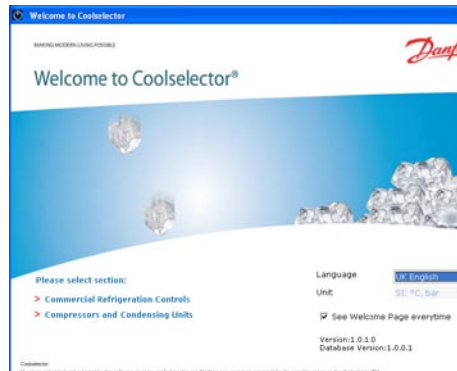 Welcome to Coolselector
MAKING MODERN LIVING POSSIBLE
Welcome to Coolselector®
Please select section:
> Commercial Refrigeration Controls
> Compressors and Condensing Units
Language UK English
Unit SI: °C, bar
See Welcome Page everytime
Version:1.0.1.0
Database Version:1.0.0.1
Coolselector: